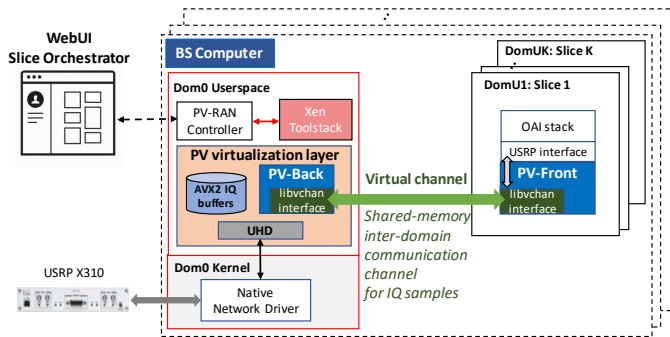 WebUI
Slice Orchestrator
BS Computer
DomUK: Slice K
DomU1: Slice 1
Dom0 Userspace
PV-RAN
Controller
Xen
Toolstack
OAI stack
USRP interface
PV-Front
libvchan
interface
PV virtualization layer
AVX2 IQ
buffers
PV-Back
libvchan
interface
UHD
Virtual channel
Shared-memory
inter-domain
communication
channel
for IQ samples
Dom0 Kernel
Native
Network Driver
USRP X310